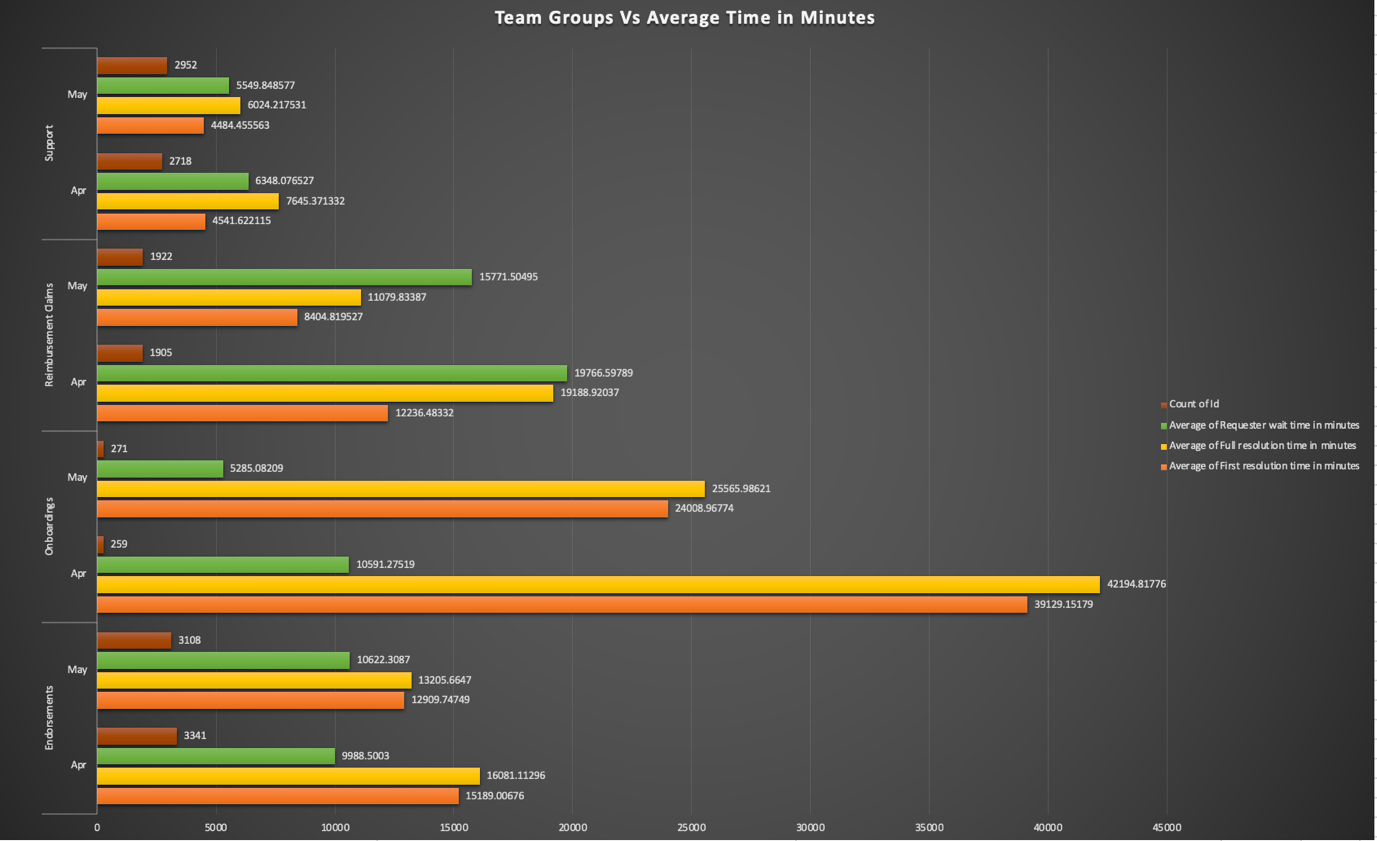 Team Groups Vs Average Time in Minutes
Support
May
2952
5549.848577
6024.217531
4484.455563
Apr
2718
6348.076527
7645.371332
4541.622115
Reimbursement Claims
May
1922
15771.50495
11079.83387
8404.819527
Apr
1905
19766.59789
19188.92037
12236.48332
Onboardings
May
271
5285.08209
25565.98621
24008.96774
Apr
259
10591.27519
42194.81776
39129.15179
Endorsements
May
3108
10622.3087
13205.6647
12909.74749
Apr
3341
9988.5003
16081.11296
15189.00676
0 5000 10000 15000 20000 25000 30000 35000 40000 45000
Count of Id
Average of Requester wait time in minutes
Average of Full resolution time in minutes
Average of First resolution time in minutes